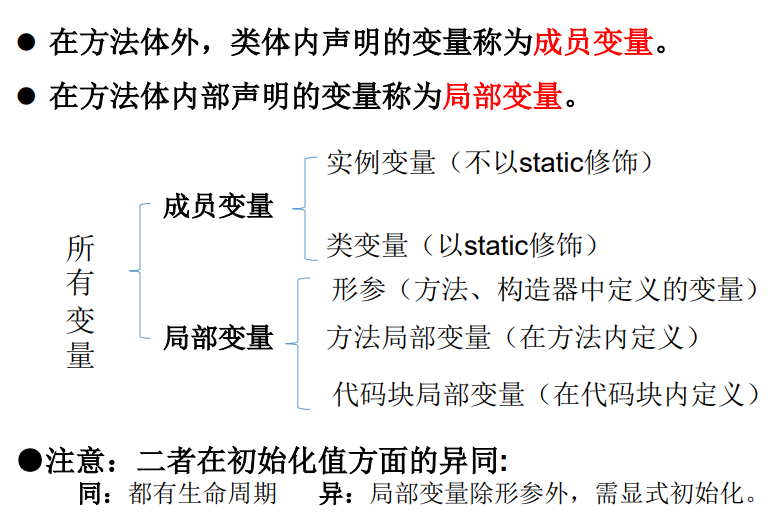 ● 在方法体外，类体内声明的变量称为成员变量。
● 在方法体内部声明的变量称为局部变量。
所有变量
成员变量
实例变量（不以static修饰）
类变量（以static修饰）
局部变量
形参（方法、构造器中定义的变量）
方法局部变量（在方法内定义）
代码块局部变量（在代码块内定义）
●注意：二者在初始化值方面的异同:
同：都有生命周期 异：局部变量除形参外，需显式初始化。